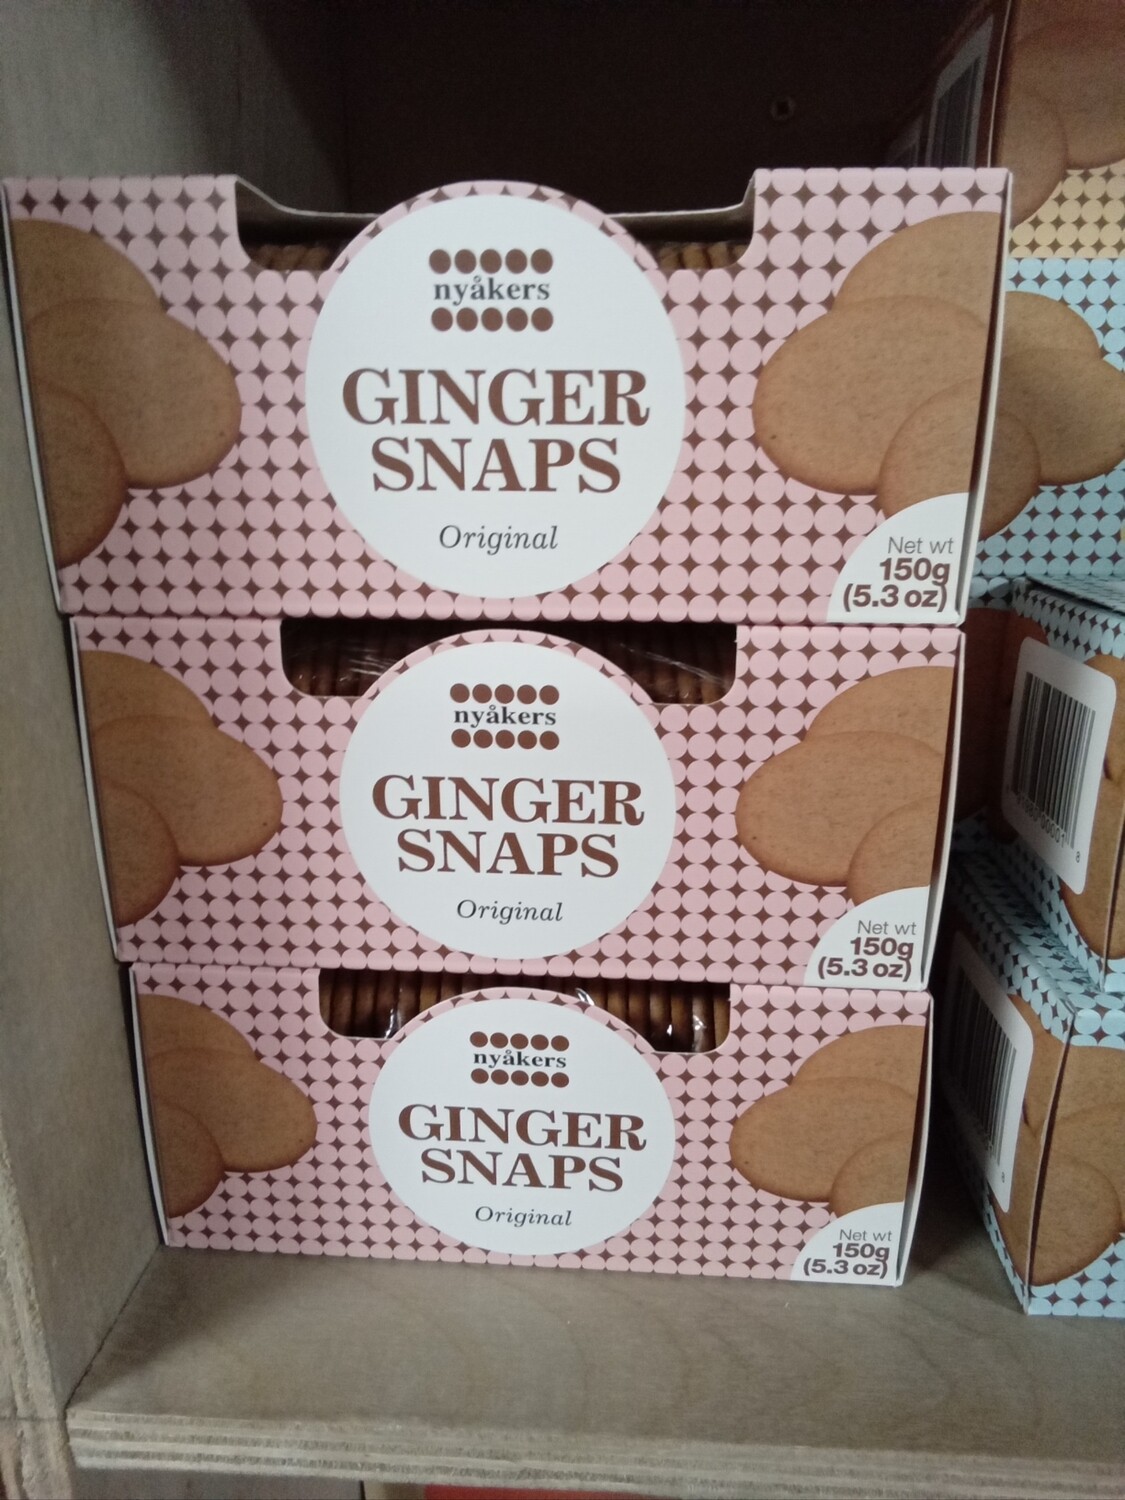 nyåkers
GINGER
SNAPS
Original
Net wt
150g
(5.3 oz)
nyåkers
GINGER
SNAPS
Original
Net wt
150g
(5.3 oz)
nyåkers
GINGER
SNAPS
Original
Net wt
150g
(5.3 oz)